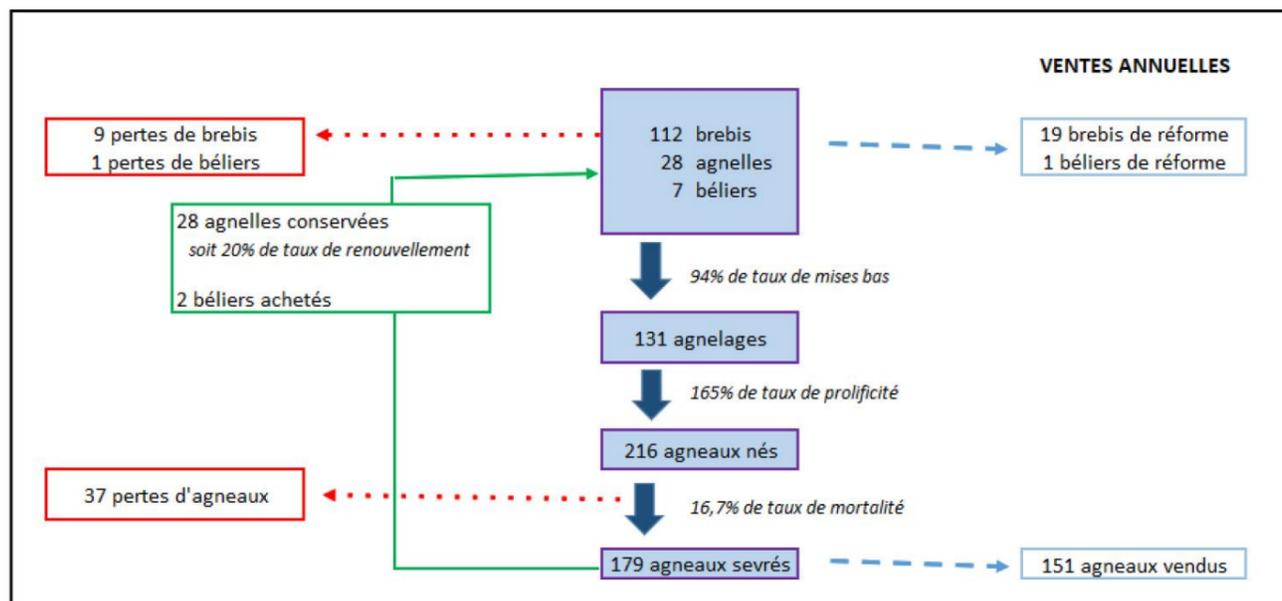 VENTES ANNUELLES
9 pertes de brebis
1 pertes de béliers
112 brebis
28 agnelles
7 béliers
19 brebis de réforme
1 béliers de réforme
28 agnelles conservées
soit 20% de taux de renouvellement
2 béliers achetés
94% de taux de mises bas
131 agnelages
165% de taux de prolificité
216 agneaux nés
37 pertes d'agneaux
16,7% de taux de mortalité
179 agneaux sevrés
151 agneaux vendus